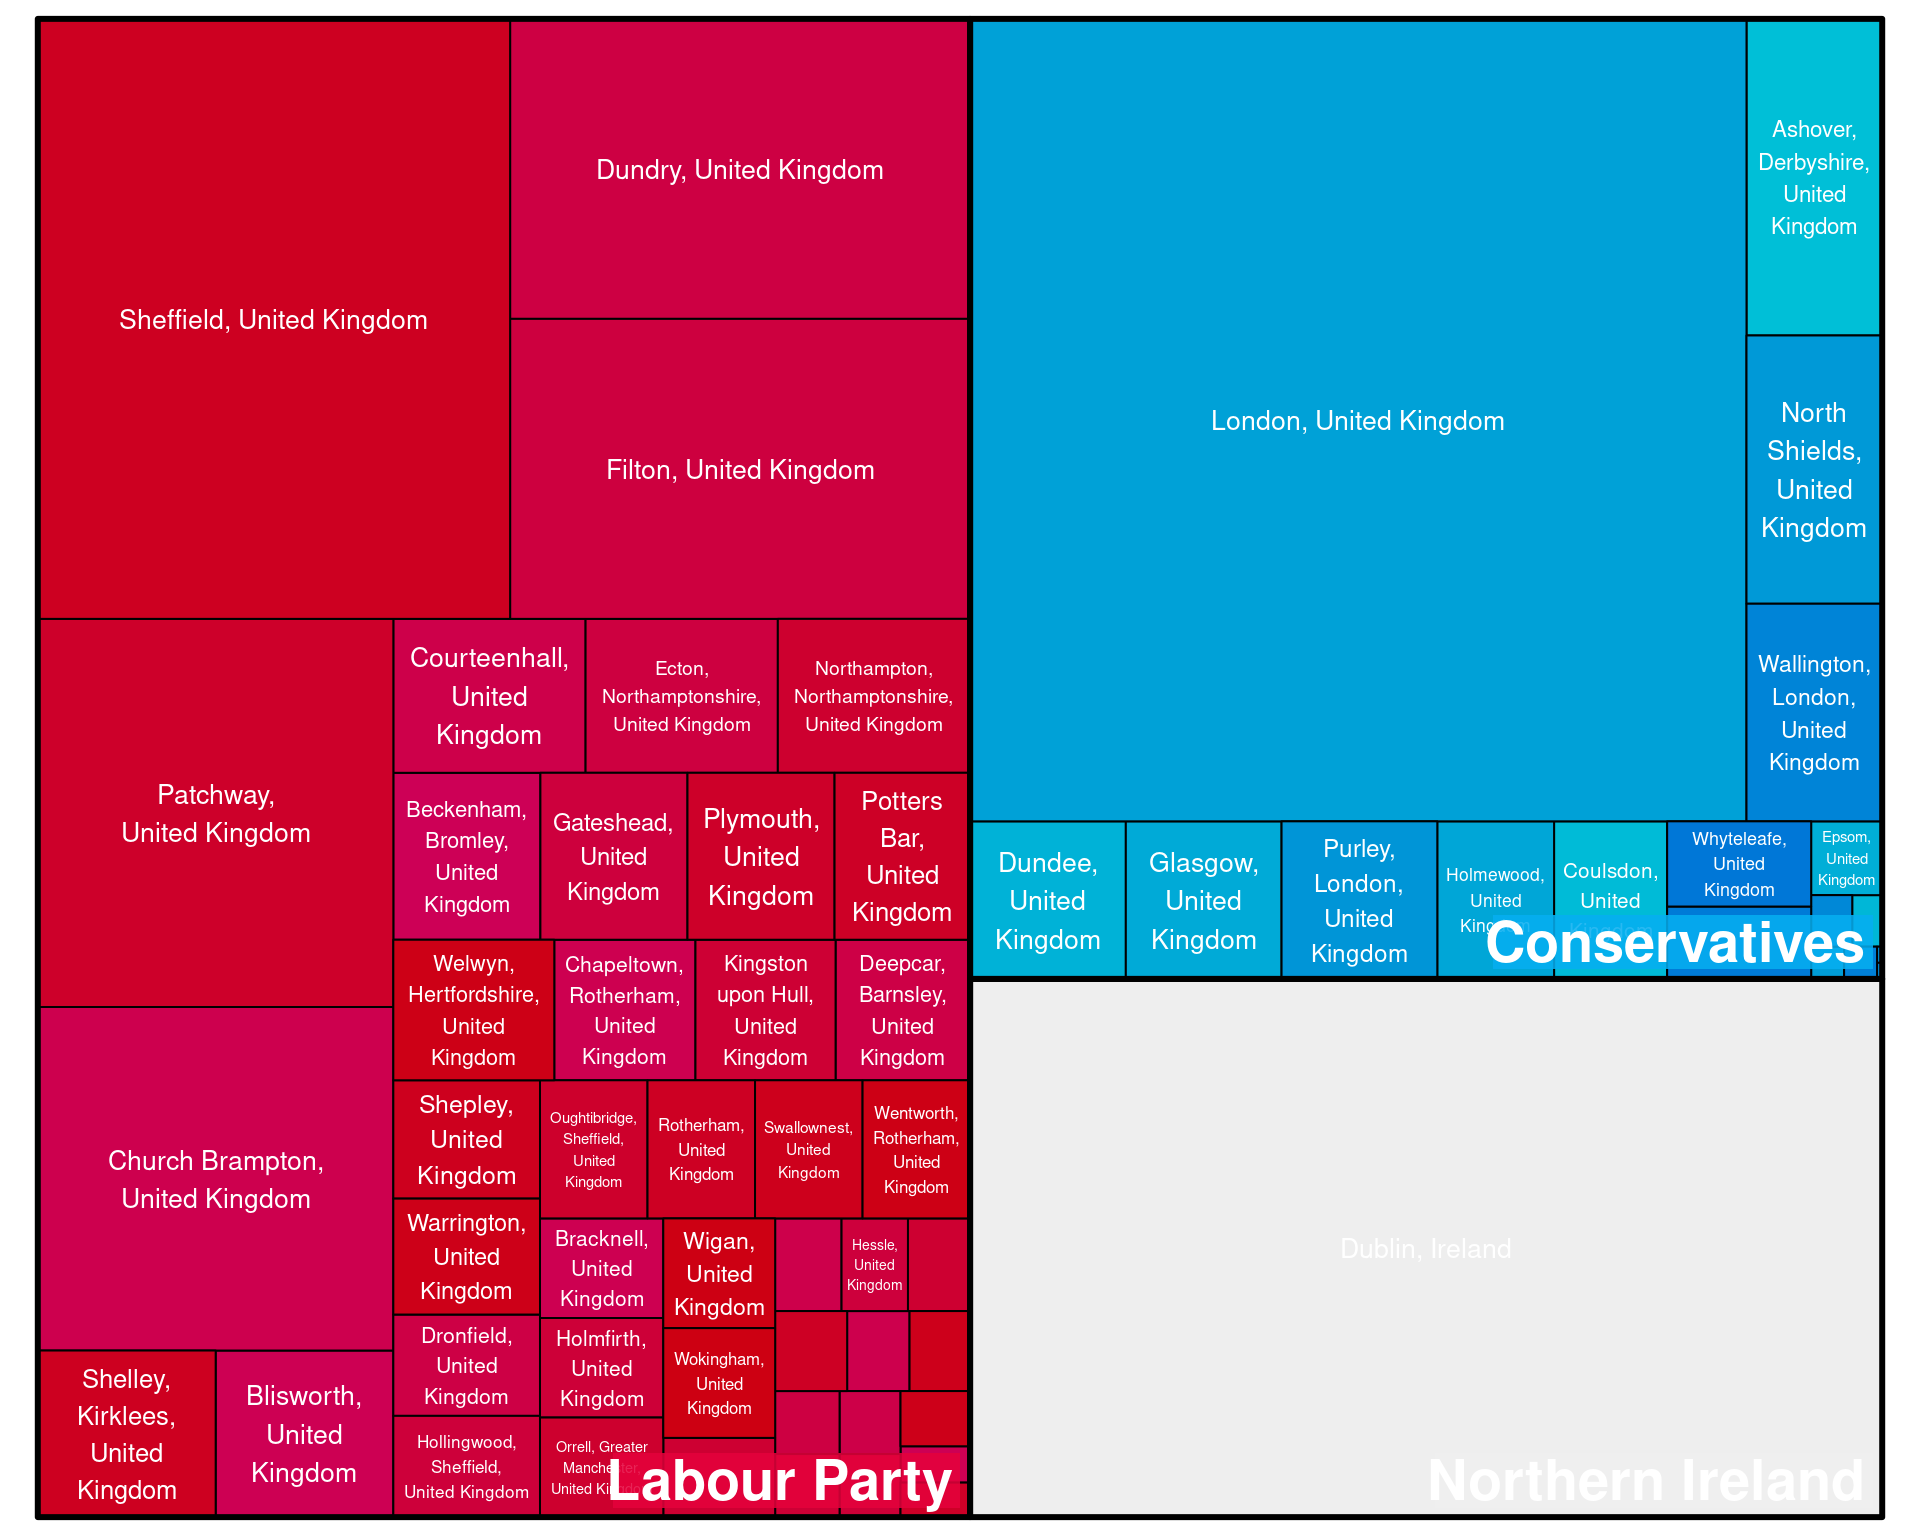 Sheffield, United Kingdom
Dundry, United Kingdom
Filton, United Kingdom
Patchway,
United Kingdom
Church Brampton,
United Kingdom
Shelley,
Kirklees,
United
Kingdom
Blisworth,
United
Kingdom
Courteenhall,
United
Kingdom
Ecton,
Northamptonshire,
United Kingdom
Northampton,
Northamptonshire,
United Kingdom
Beckenham,
Bromley,
United
Kingdom
Gateshead,
United
Kingdom
Plymouth,
United
Kingdom
Potters
Bar,
United
Kingdom
Welwyn,
Hertfordshire,
United
Kingdom
Chapeltown,
Rotherham,
United
Kingdom
Kingston
upon Hull,
United
Kingdom
Deepcar,
Barnsley,
United
Kingdom
Shepley,
United
Kingdom
Oughtibridge,
Sheffield,
United
Kingdom
Rotherham,
United
Kingdom
Swallownest,
United
Kingdom
Wentworth,
Rotherham,
United
Kingdom
Warrington,
United
Kingdom
Bracknell,
United
Kingdom
Wigan,
United
Kingdom
Hessle,
United
Kingdom
Dronfield,
United
Kingdom
Holmfirth,
United
Kingdom
Wokingham,
United
Kingdom
Hollingwood,
Sheffield,
United Kingdom
Orrell, Greater
Manchester,
United Kingdom
Labour Party
London, United Kingdom
Ashover,
Derbyshire,
United
Kingdom
North
Shields,
United
Kingdom
Wallington,
London,
United
Kingdom
Dundee,
United
Kingdom
Glasgow,
United
Kingdom
Purley,
London,
United
Kingdom
Holmewood,
United
Kingdom
Coulsdon,
United
Kingdom
Whyteleafe,
United
Kingdom
Epsom,
United
Kingdom
Conservatives
Dublin, Ireland
Northern Ireland